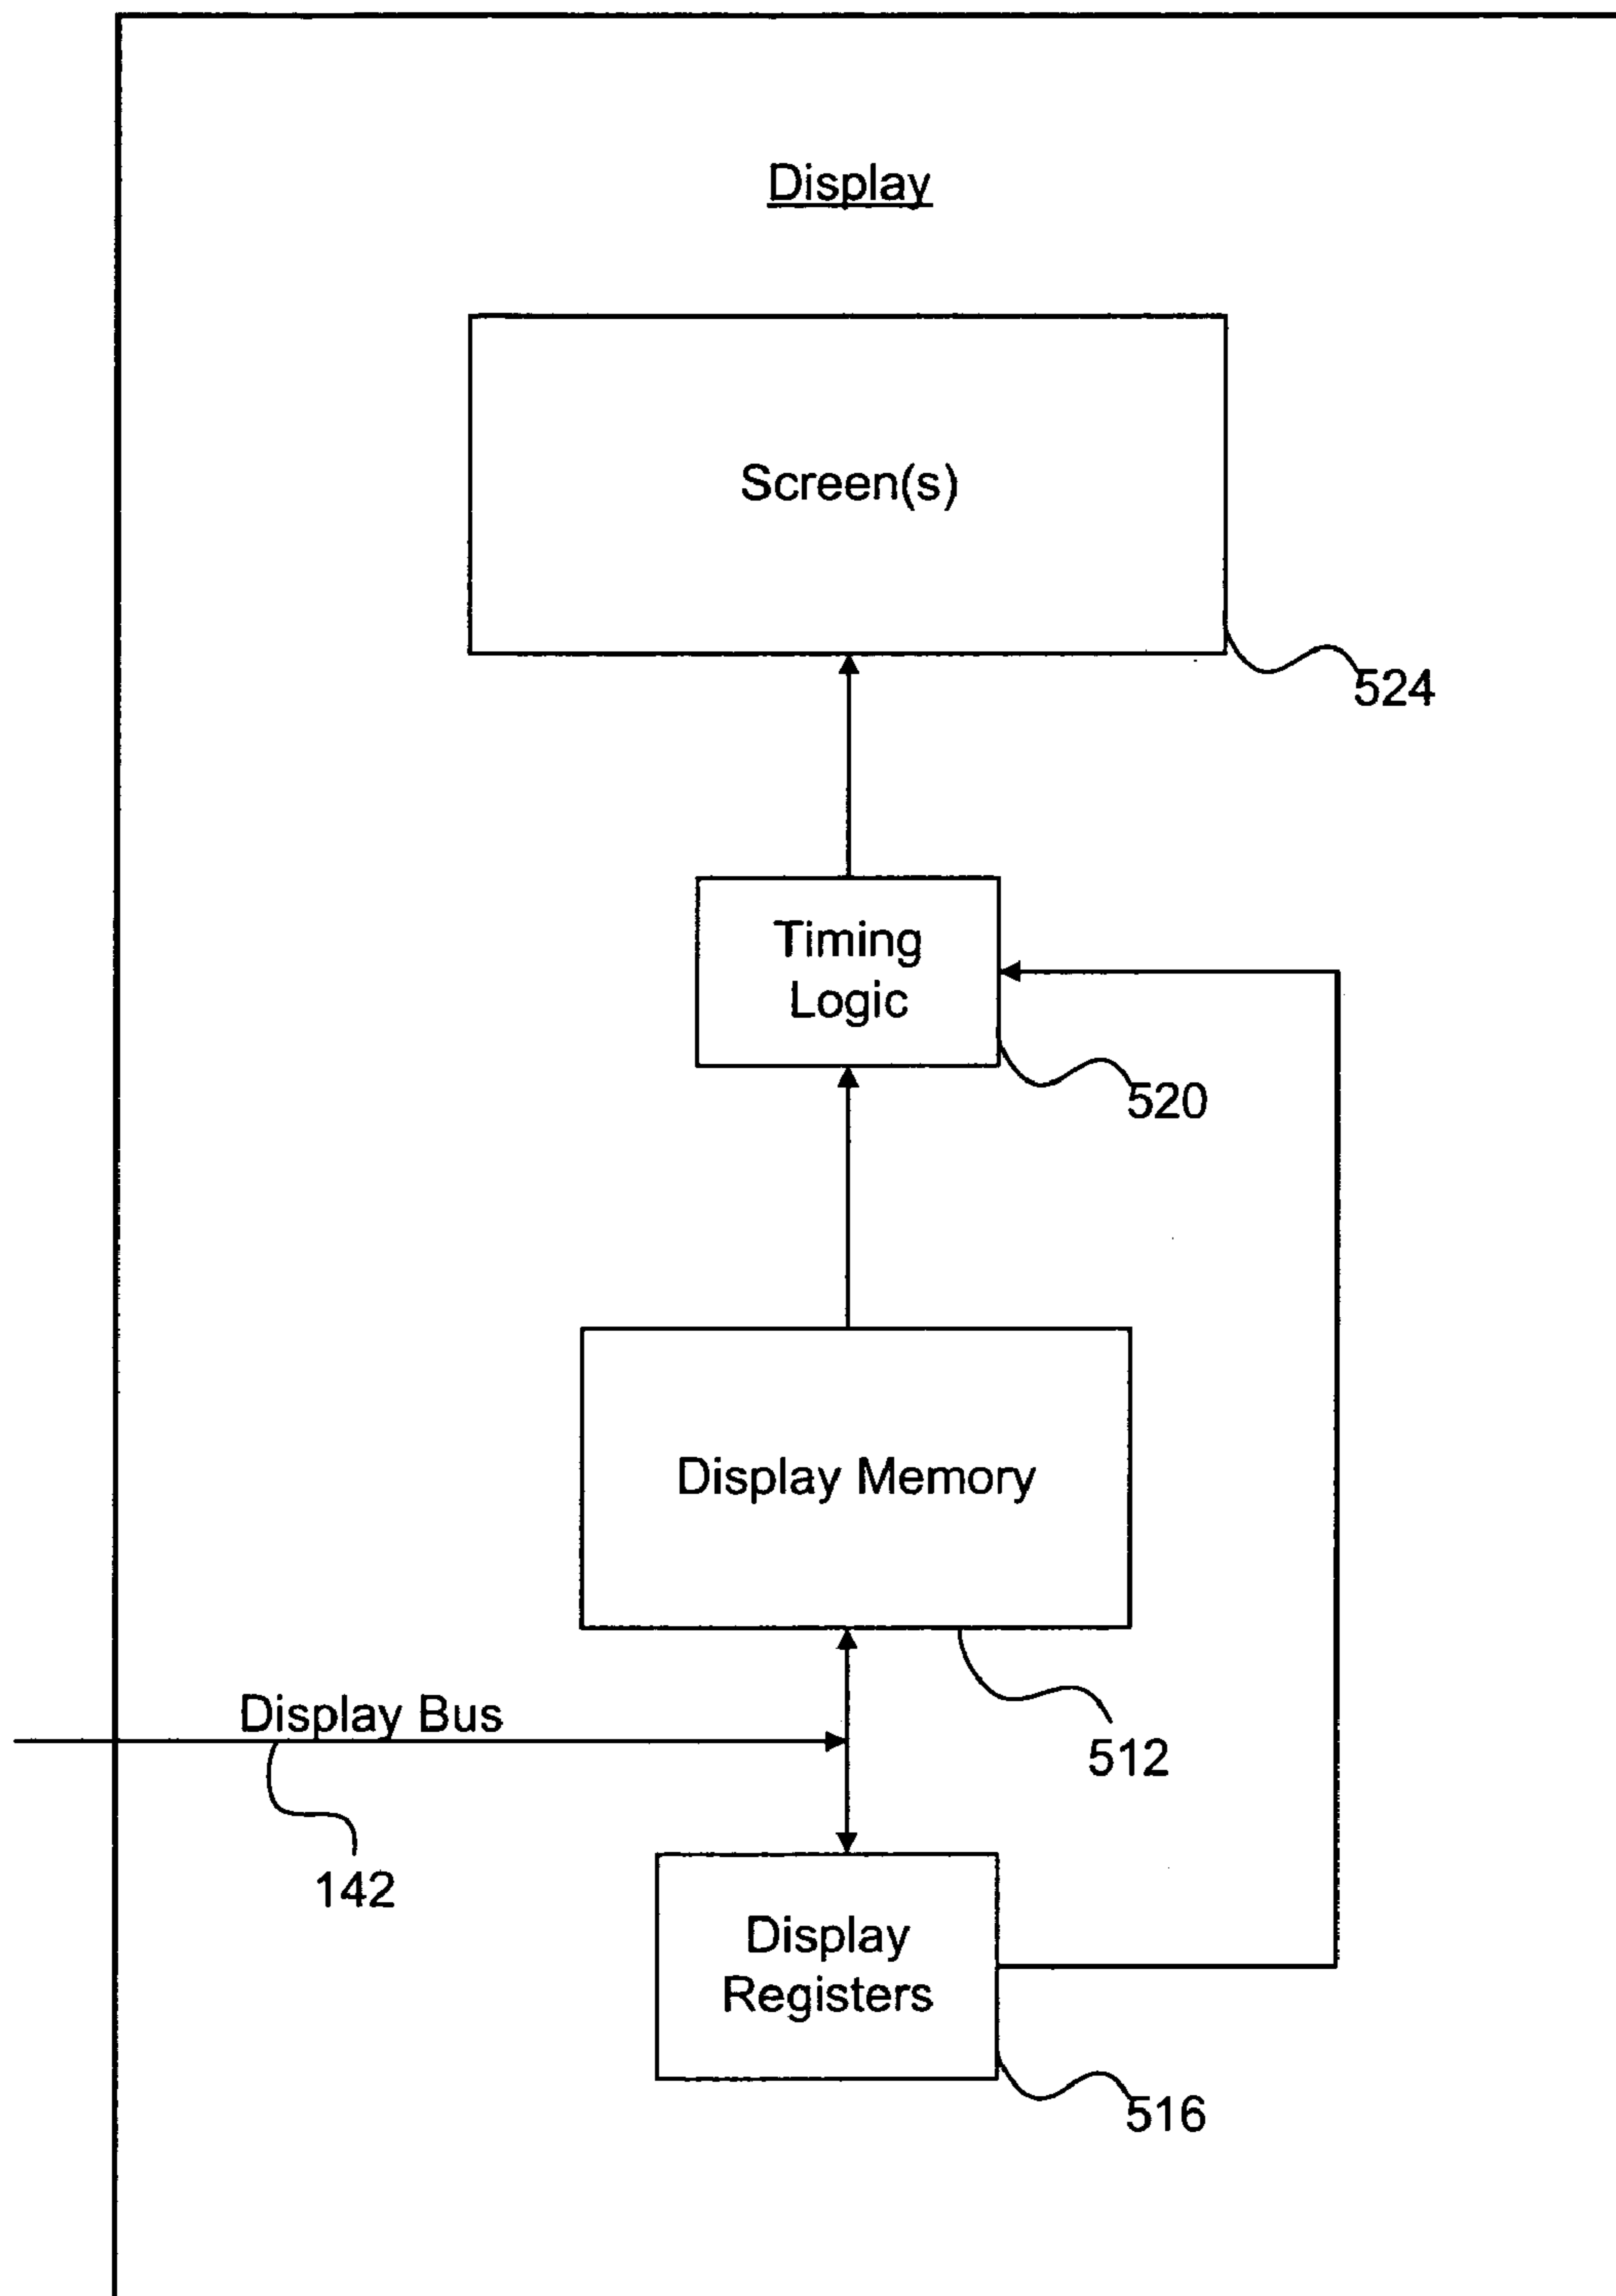 Display
Screen(s)
524
Timing
Logic
520
Display Memory
Display Bus
512
142
Display
Registers
516